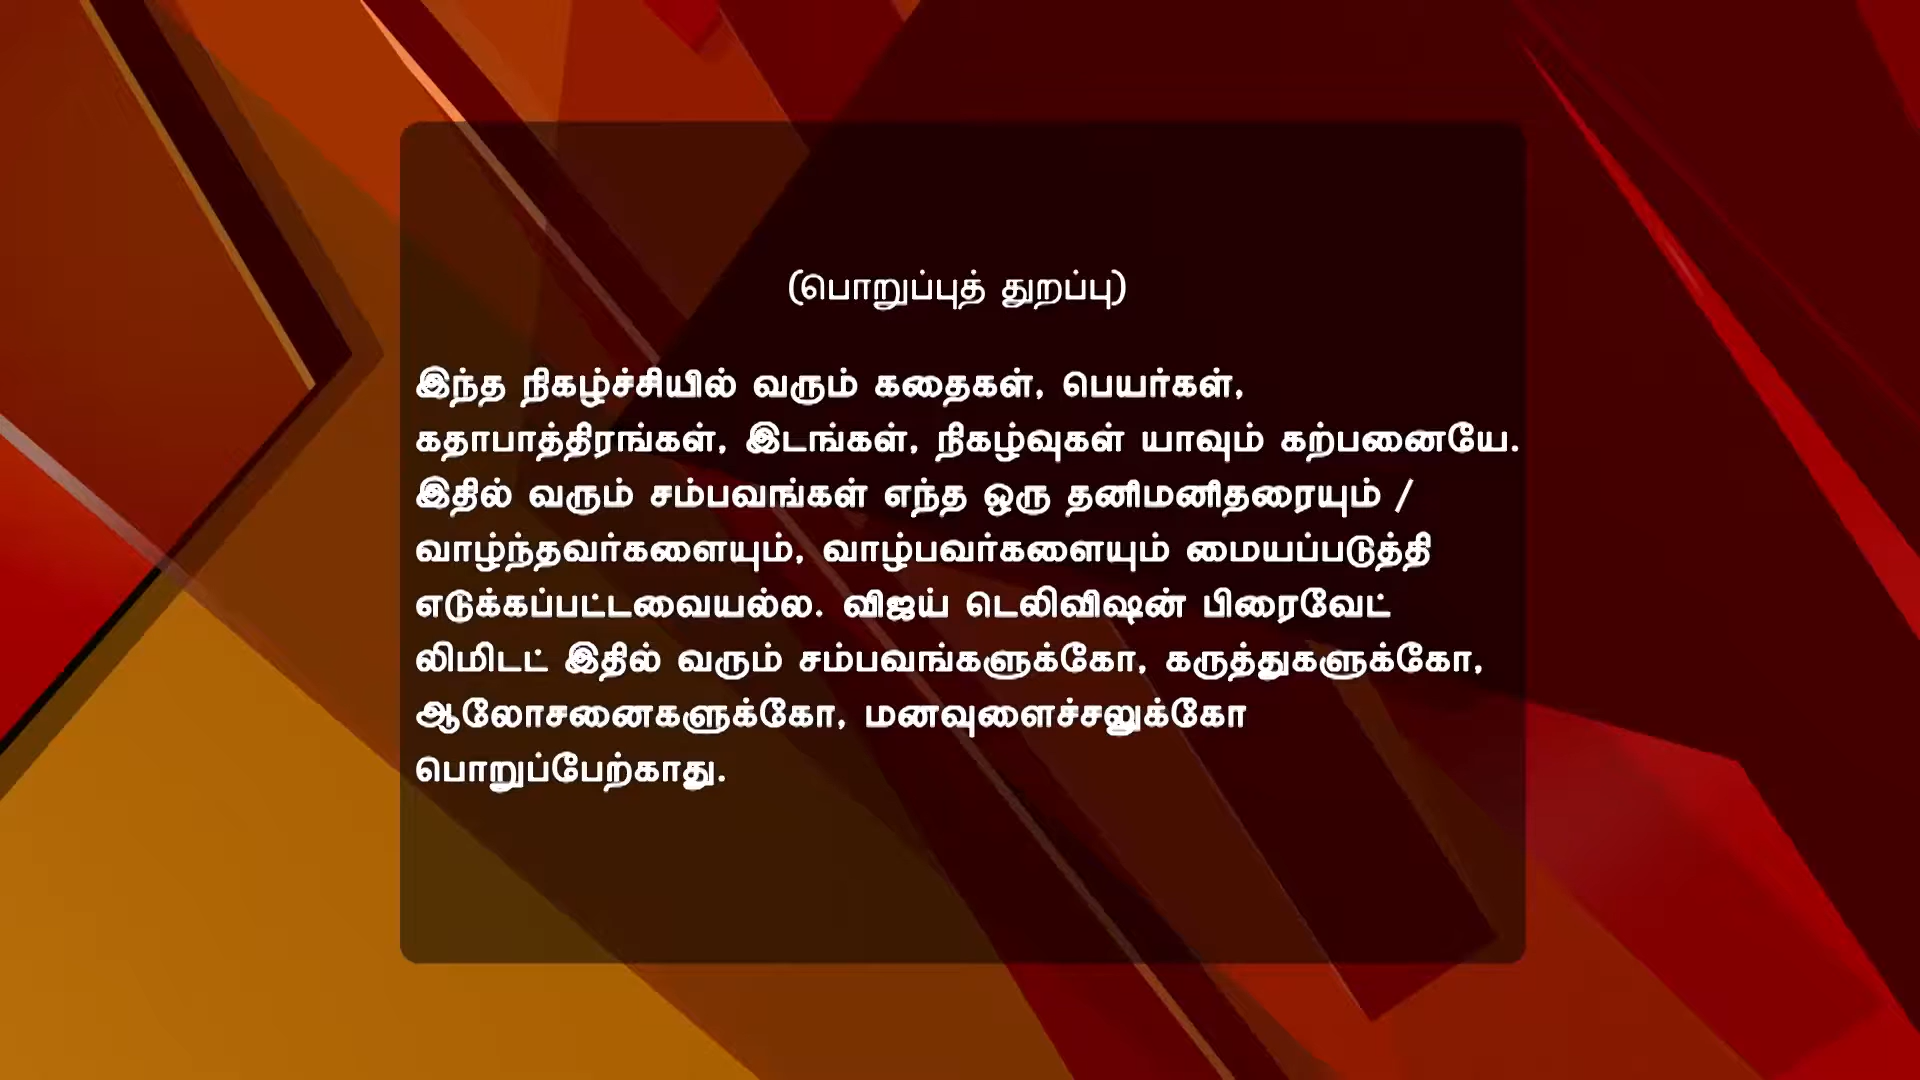 (பொறுப்புத் துறப்பு)
இந்த நிகழ்ச்சியில் வரும் கதைகள், பெயர்கள்,
கதாபாத்திரங்கள், இடங்கள், நிகழ்வுகள் யாவும் கற்பனையே.
இதில் வரும் சம்பவங்கள் எந்த ஒரு தனிமனிதரையும் /
வாழ்ந்தவர்களையும், வாழ்பவர்களையும் மையப்படுத்தி
எடுக்கப்பட்டவையல்ல. விஜய் டெலிவிஷன் பிரைவேட்
லிமிடட் இதில் வரும் சம்பவங்களுக்கோ, கருத்துகளுக்கோ,
ஆலோசனைகளுக்கோ, மனவுளைச்சலுக்கோ
பொறுப்பேற்காது.